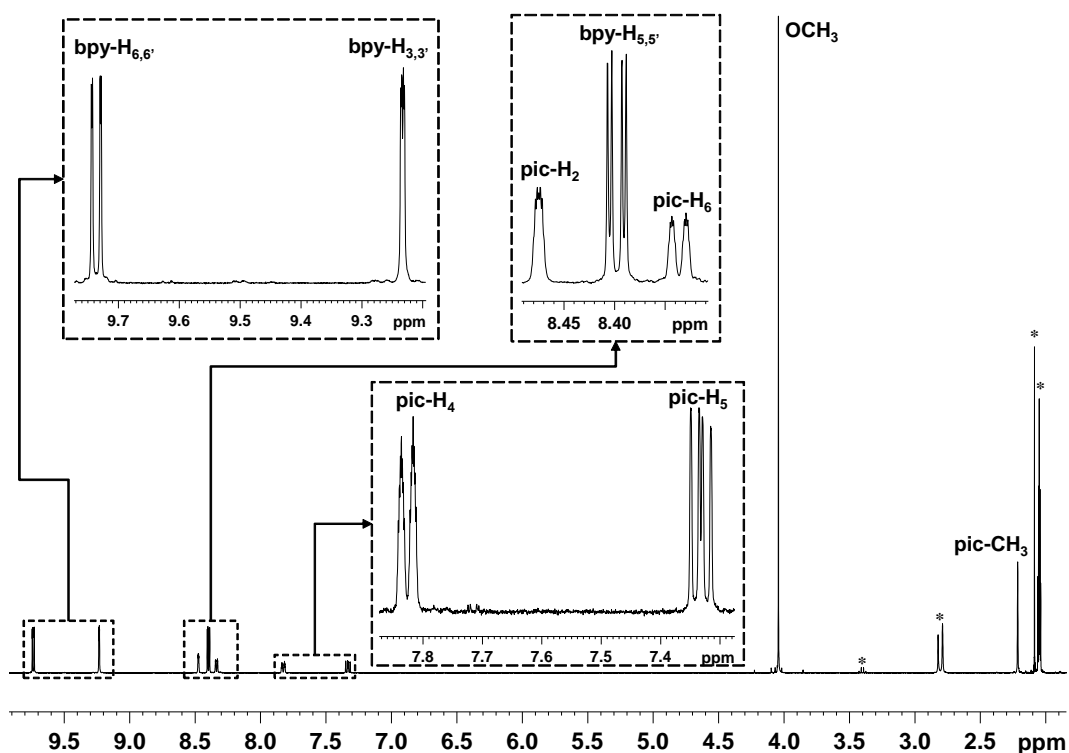 bpy-H6,6'
bpy-H3,3'
9.7 9.6 9.5 9.4 9.3 ppm
bpy-H5,5'
pic-H2
pic-H6
8.45 8.40 ppm
OCH3
pic-H4
pic-H5
7.8 7.7 7.6 7.5 7.4 ppm
*
*
pic-CH3
*
*
9.5 9.0 8.5 8.0 7.5 7.0 6.5 6.0 5.5 5.0 4.5 4.0 3.5 3.0 2.5 ppm